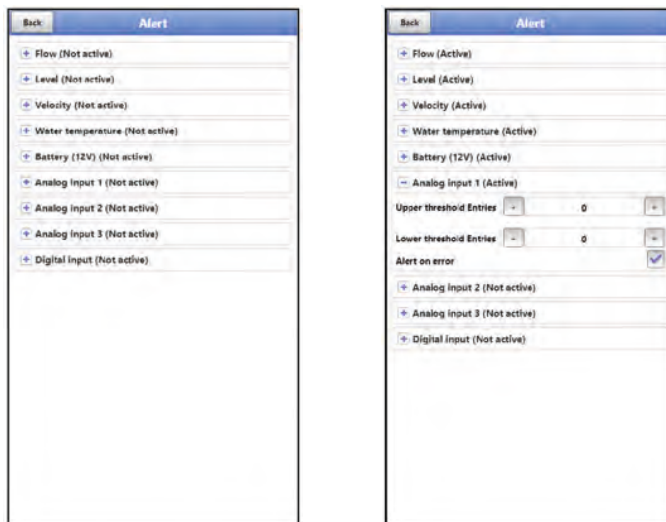 Back Alert
+ Flow (Not active)
+ Level (Not active)
+ Velocity (Not active)
+ Water temperature (Not active)
+ Battery (12V) (Not active)
+ Analog input 1 (Not active)
+ Analog input 2 (Not active)
+ Analog input 3 (Not active)
+ Digital input (Not active)
Back Alert
+ Flow (Active)
+ Level (Active)
+ Velocity (Active)
+ Water temperature (Active)
+ Battery (12V) (Active)
− Analog input 1 (Active)
Upper threshold Entries - 0 +
Lower threshold Entries - 0 +
Alert on error
+ Analog input 2 (Not active)
+ Analog input 3 (Not active)
+ Digital input (Not active)